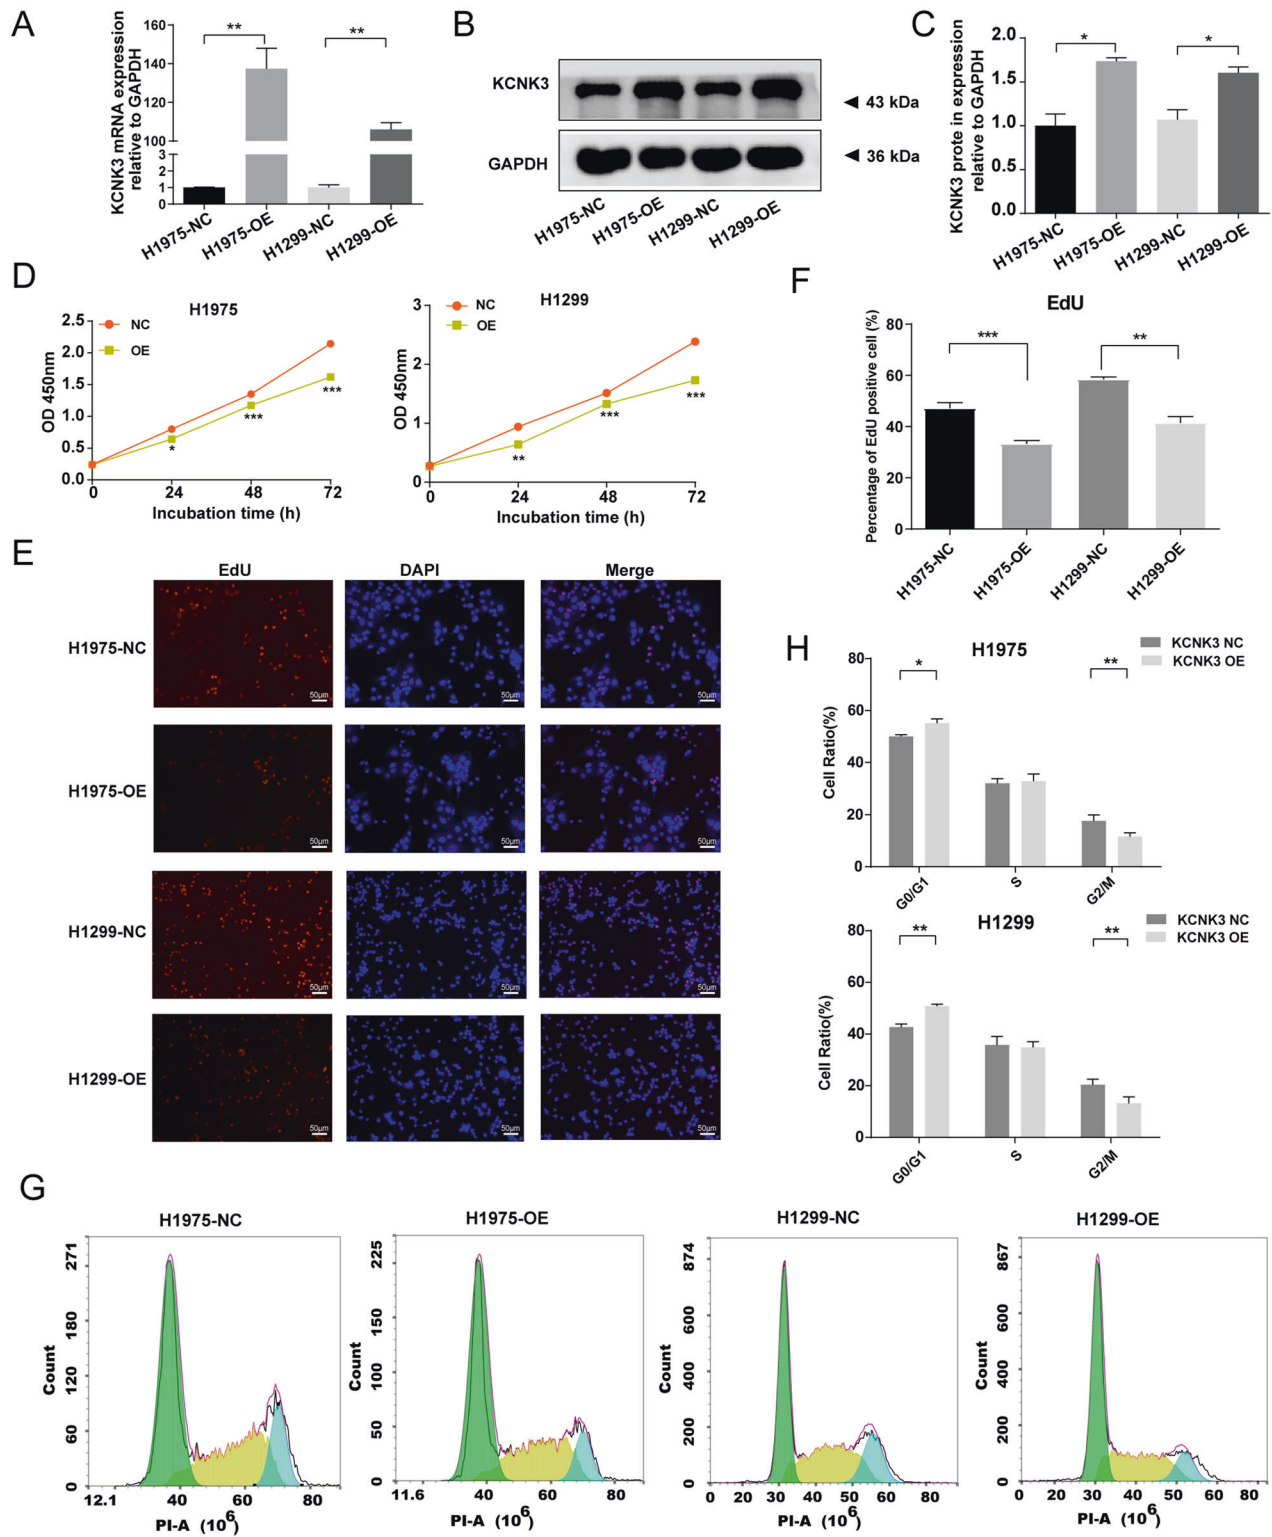 A
KCNK3 mRNA expression
relative to GAPDH
160
140
120
100
3
2
1
0
**
**
H1975-NC
H1975-OE
H1299-NC
H1299-OE
B
KCNK3
GAPDH
◄ 43 kDa
◄ 36 kDa
H1975-NC
H1975-OE
H1299-NC
H1299-OE
C
KCNK3 prote in expression
relative to GAPDH
2.0
1.5
1.0
0.5
0.0
*
*
H1975-NC
H1975-OE
H1299-NC
H1299-OE
D
H1975
NC
OE
OD 450nm
2.5
2.0
1.5
1.0
0.5
0.0
*
***
***
0 24 48 72
Incubation time (h)
H1299
NC
OE
OD 450nm
3
2
1
0
**
***
***
0 24 48 72
Incubation time (h)
F
EdU
Percentage of EdU positive cell (%)
80
60
40
20
0
***
**
H1975-NC
H1975-OE
H1299-NC
H1299-OE
E
EdU DAPI Merge
H1975-NC
50μm 50μm 50μm
H1975-OE
50μm 50μm 50μm
H1299-NC
50μm 50μm 50μm
H1299-OE
50μm 50μm 50μm
H
H1975
KCNK3 NC
KCNK3 OE
Cell Ratio(%)
80
60
40
20
0
*
**
G0/G1 S G2/M
H1299
KCNK3 NC
KCNK3 OE
Cell Ratio(%)
80
60
40
20
0
**
**
G0/G1 S G2/M
G
H1975-NC
Count
271
180
120
60
0
12.1 40 60 80
PI-A (10⁶)
H1975-OE
Count
225
150
100
50
0
11.6 40 60 80
PI-A (10⁶)
H1299-NC
Count
874
600
400
200
0
0 20 30 40 50 60 80
PI-A (10⁶)
H1299-OE
Count
867
600
400
200
0
0 20 30 40 50 60 80
PI-A (10⁶)